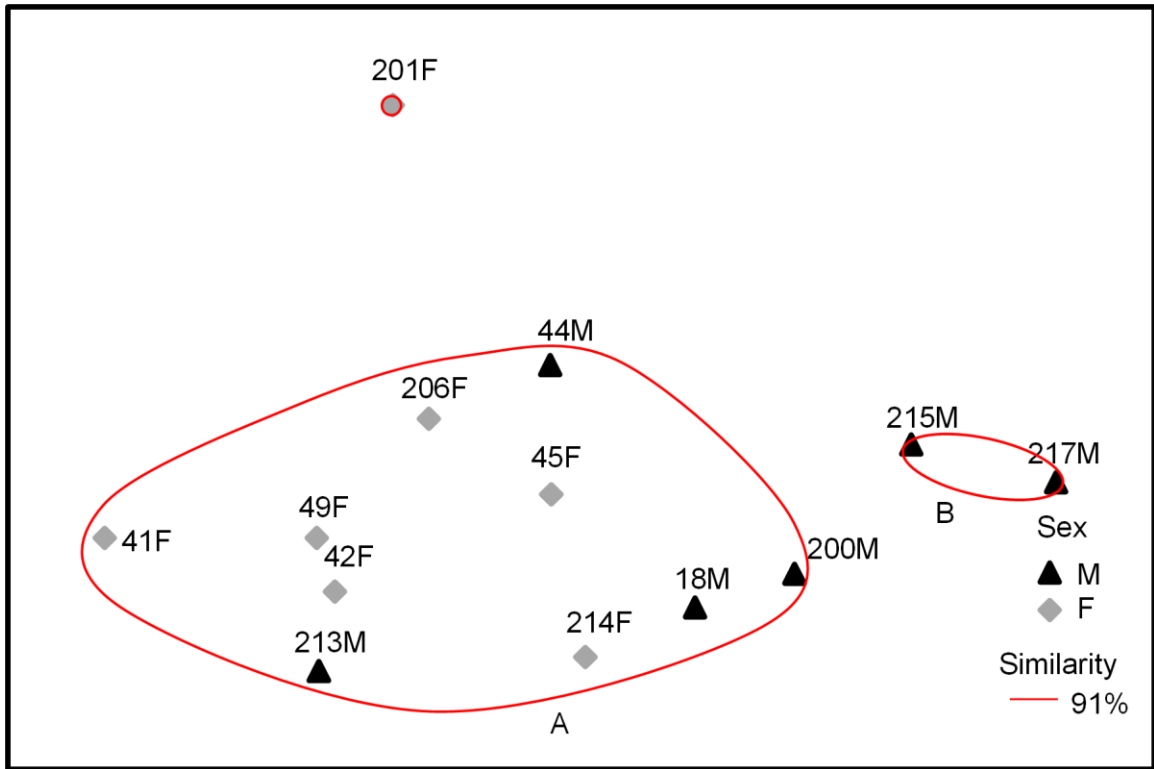 201F
44M
206F
215M
45F
217M
49F
B
41F
Sex
42F
200M
18M
M
F
214F
213M
Similarity
91%
A